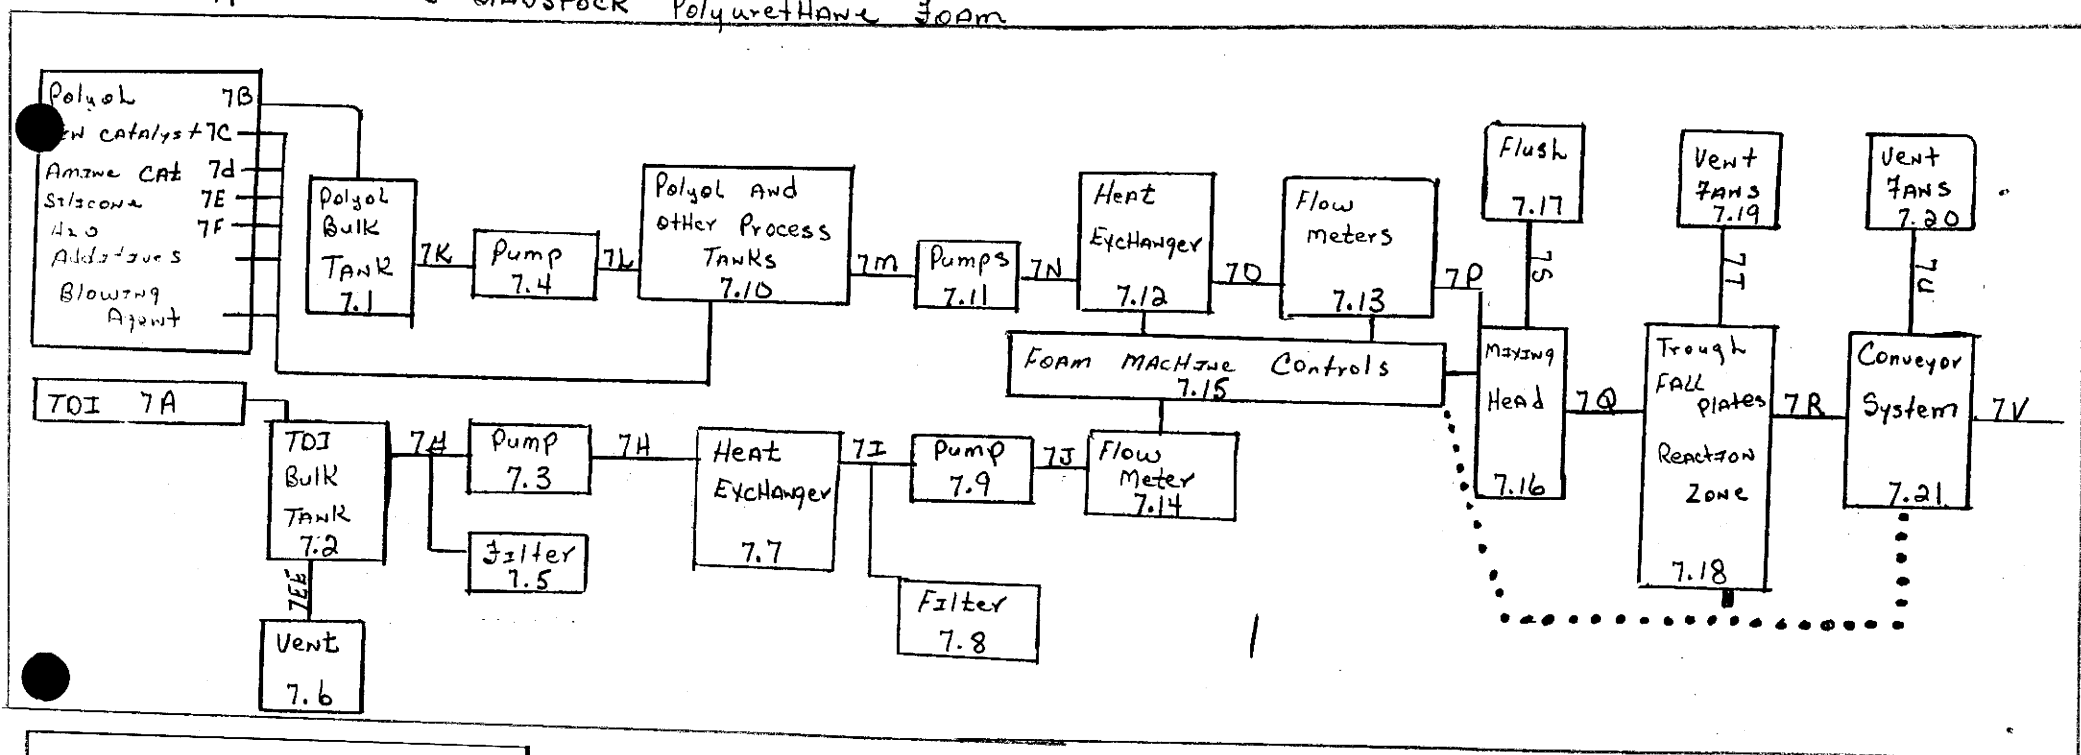 SLABSTOCK PolyuretHANe FOAm
Polyol 7B
CAtAlyst 7C
Amine CAt 7d
Silicone 7E
H2O 7F
Additives
Blowing
Agent
Polyol
Bulk
TANK
7.1
7K
Pump
7.4
7L
Polyol And
other Process
TANKs
7.10
7M
Pumps
7.11
7N
HEAt
ExcHAnger
7.12
7O
Flow
meters
7.13
7P
Flush
7.17
7S
Vent
FANS
7.19
7T
Vent
FANS
7.20
7U
FOAM MACHINE Controls
7.15
Mixing
HEAd
7.16
7Q
Trough
FALL
PlAtes
REACTION
ZONE
7.18
7R
Conveyor
System
7.21
7V
TDI 7A
TDI
Bulk
TANK
7.2
Pump
7.3
7H
HEAt
ExcHAnger
7.7
7I
Pump
7.9
7J
Flow
Meter
7.14
7EE
Vent
7.6
Filter
7.5
Filter
7.8